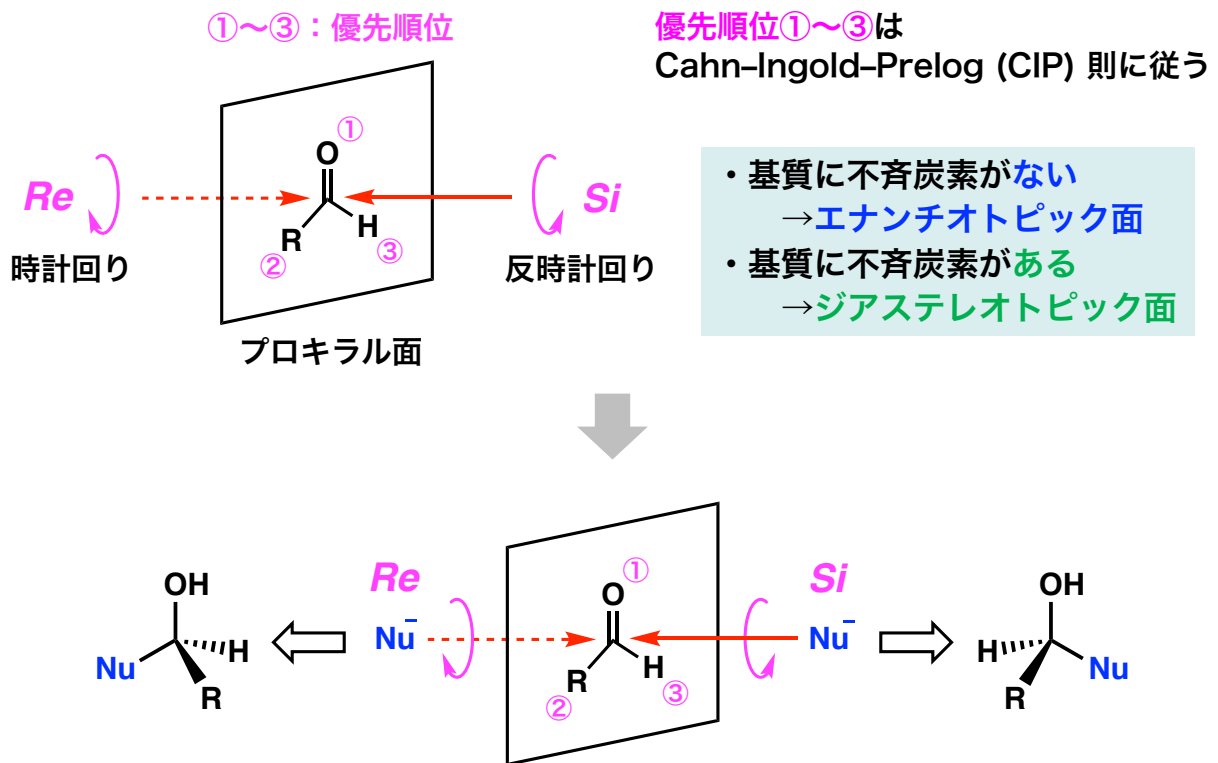 ①〜③：優先順位
優先順位①〜③は
Cahn–Ingold–Prelog (CIP) 則に従う
①
O
Re
Si
R
H
②
③
時計回り
反時計回り
プロキラル面
・基質に不斉炭素がない
→エナンチオトピック面
・基質に不斉炭素がある
→ジアステレオトピック面
OH
Nu
H
R
Re
Nu⁻
①
O
R
H
②
③
Si
Nu⁻
OH
H
R
Nu